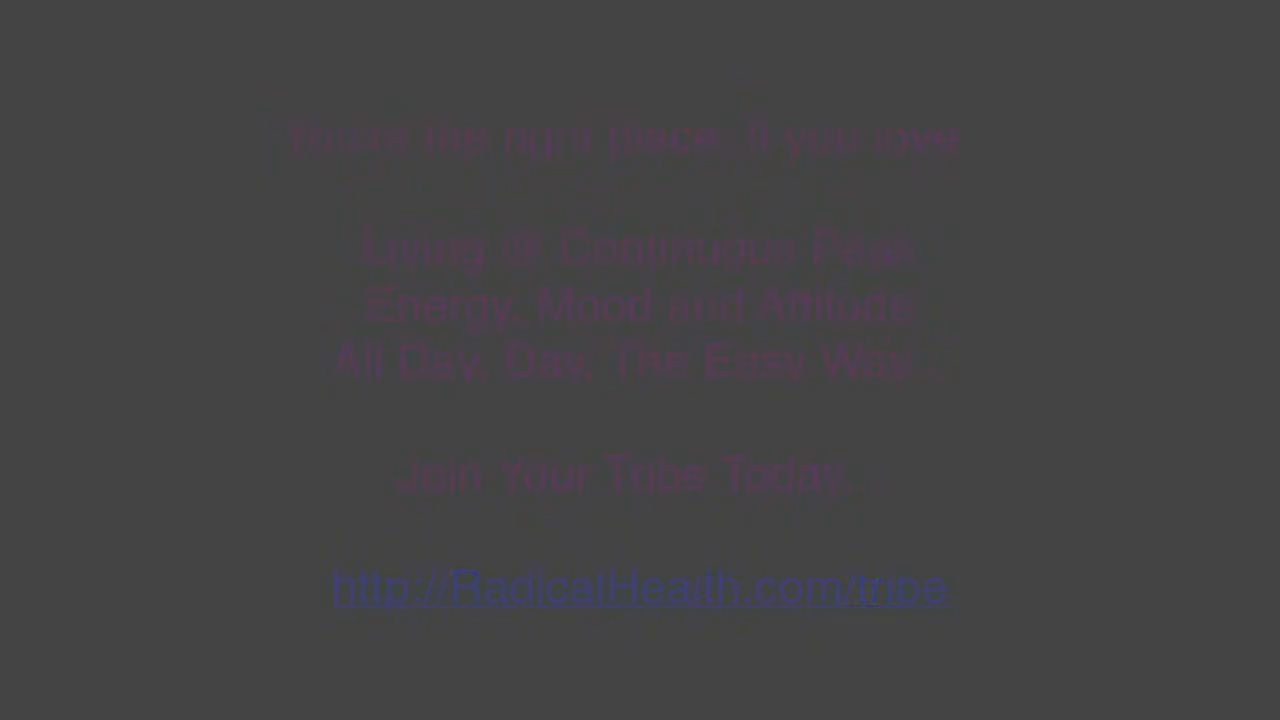 the right place, if you love
Living @ Continuous Peak
Energy, Mood and Attitude
All Day, Day, The Easy Way
Join Your Tribe Today.
http://RadicalHealth.com/tribe